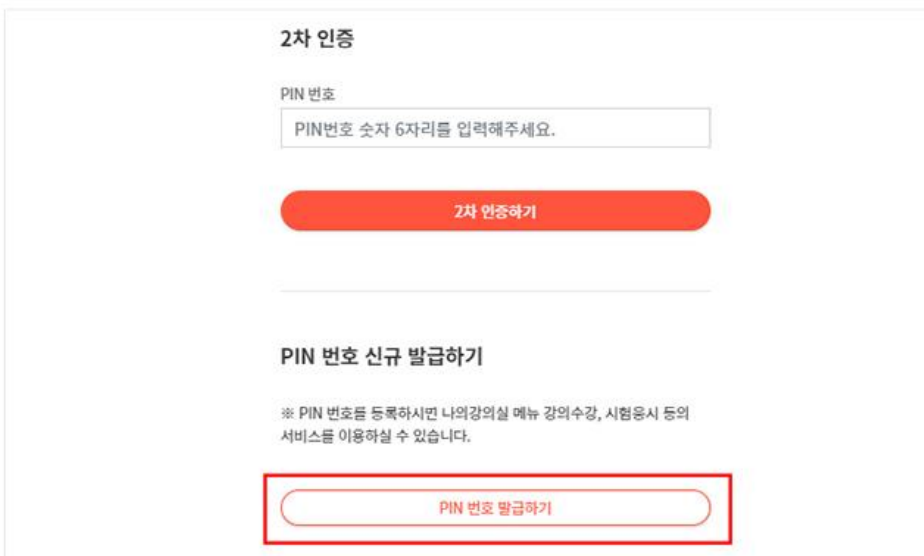 2차 인증
PIN 번호
PIN번호 숫자 6자리를 입력해주세요.
2차 인증하기
PIN 번호 신규 발급하기
※ PIN 번호를 등록하시면 나의강의실 메뉴 강의수강, 시험응시 등의
서비스를 이용하실 수 있습니다.
PIN 번호 발급하기